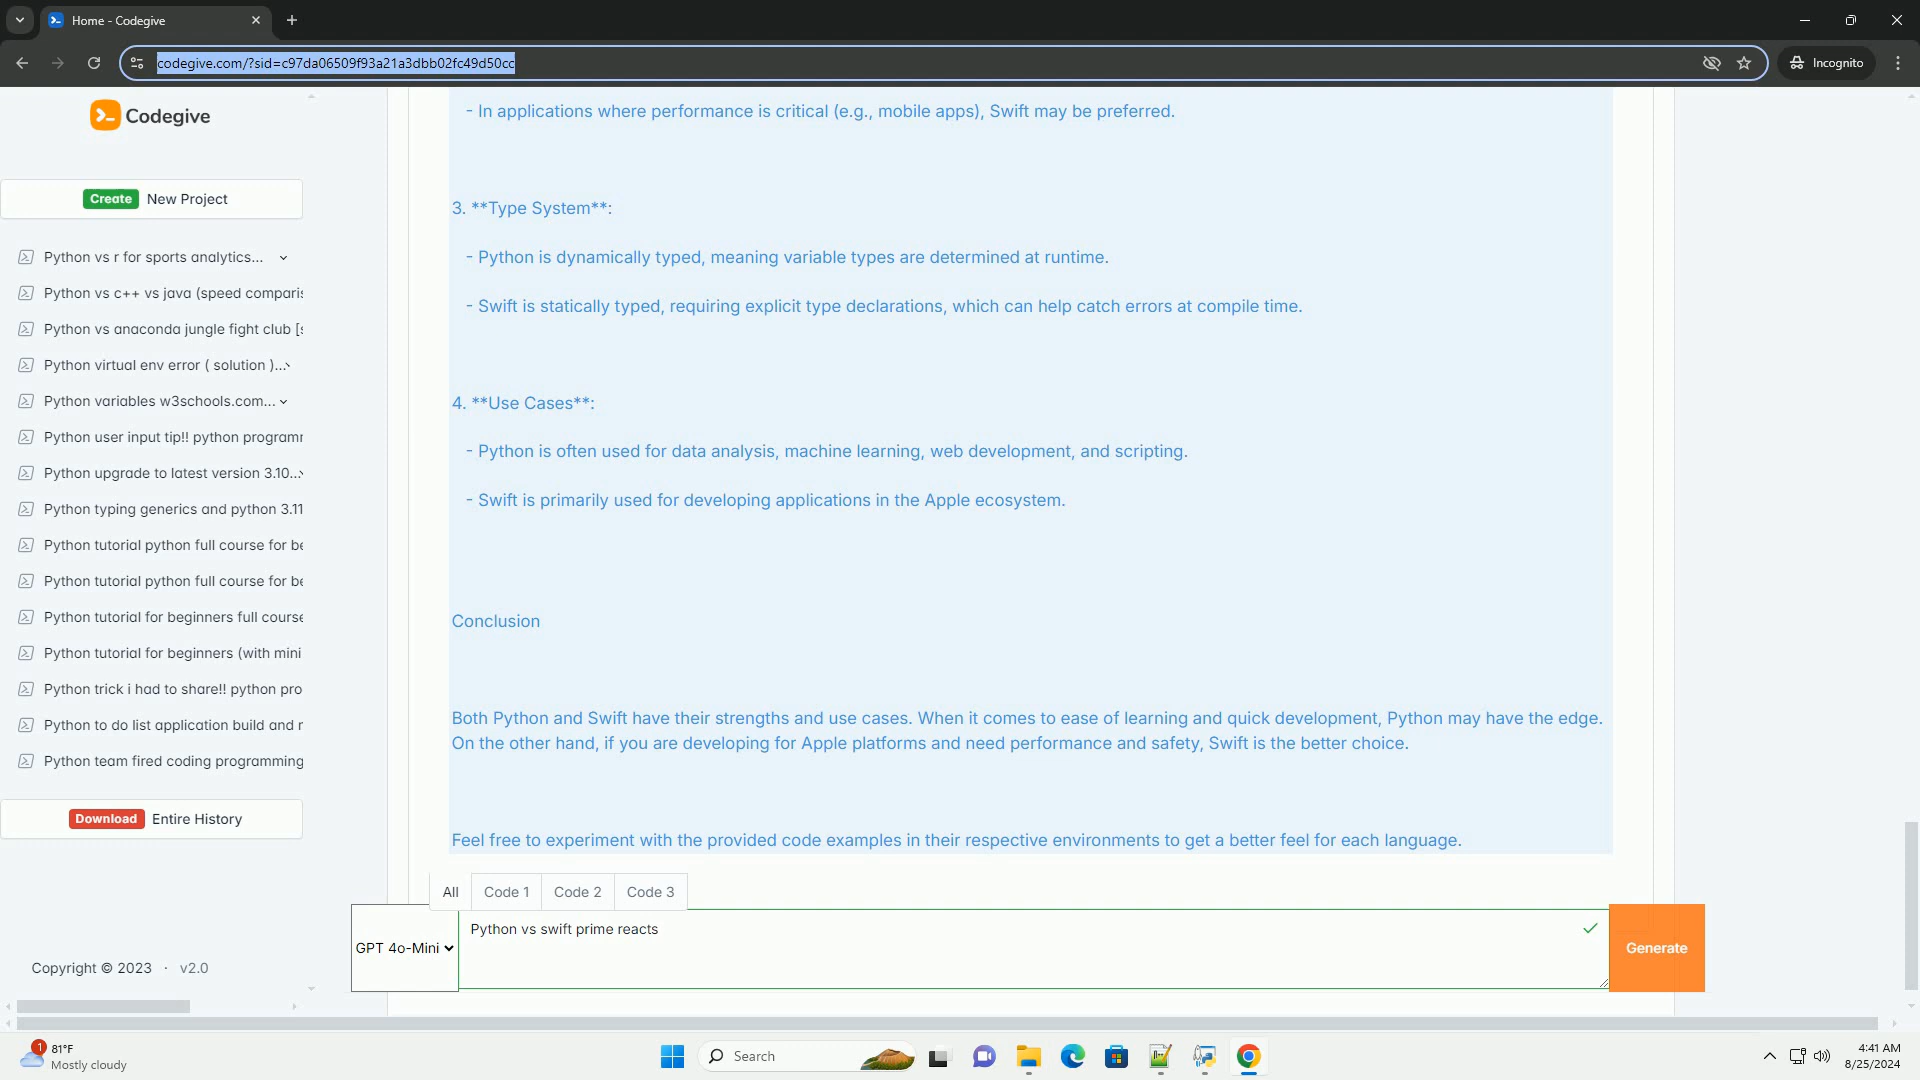 Home - Codegive
codegive.com/?sid=c97da06509f93a21a3dbb02fc49d50cc
Incognito
Codegive
Create New Project
Python vs r for sports analytics...
Python vs c++ vs java (speed comparis
Python vs anaconda jungle fight club [s
Python virtual env error ( solution )...
Python variables w3schools.com...
Python user input tip!! python programm
Python upgrade to latest version 3.10...
Python typing generics and python 3.11
Python tutorial python full course for be
Python tutorial python full course for be
Python tutorial for beginners full course
Python tutorial for beginners (with mini
Python trick i had to share!! python pro
Python to do list application build and r
Python team fired coding programming
Download Entire History
Copyright © 2023 · v2.0
- In applications where performance is critical (e.g., mobile apps), Swift may be preferred.
3. **Type System**:
- Python is dynamically typed, meaning variable types are determined at runtime.
- Swift is statically typed, requiring explicit type declarations, which can help catch errors at compile time.
4. **Use Cases**:
- Python is often used for data analysis, machine learning, web development, and scripting.
- Swift is primarily used for developing applications in the Apple ecosystem.
Conclusion
Both Python and Swift have their strengths and use cases. When it comes to ease of learning and quick development, Python may have the edge.
On the other hand, if you are developing for Apple platforms and need performance and safety, Swift is the better choice.
Feel free to experiment with the provided code examples in their respective environments to get a better feel for each language.
All Code 1 Code 2 Code 3
GPT 4o-Mini
Python vs swift prime reacts
Generate
1
81°F
Mostly cloudy
Search
4:41 AM
8/25/2024